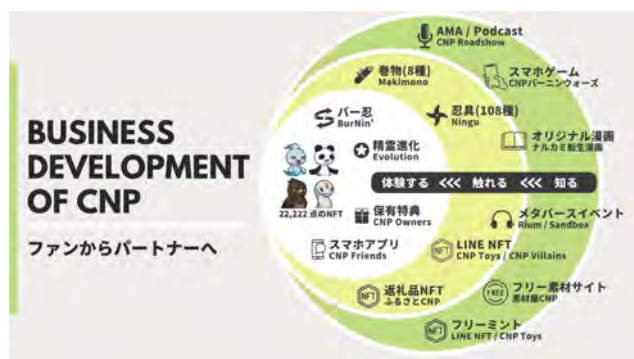 BUSINESS
DEVELOPMENT
OF CNP
ファンからパートナーへ
AMA / Podcast
CNP Roadshow
巻物(8種)
Makimono
スマホゲーム
CNPバーニンウォーズ
バー忍
BurNin'
忍具(108種)
Ningu
精霊進化
Evolution
オリジナル漫画
ナルカミ転生漫画
体験する <<< 触れる <<< 知る
22,222 点のNFT
保有特典
CNP Owners
メタバースイベント
Rium / Sandbox
スマホアプリ
CNP Friends
NFT
LINE NFT
CNP Toys / CNP Villains
NFT
返礼品NFT
ふるさとCNP
FREE
フリー素材サイト
素材屋CNP
NFT
フリーミント
LINE NFT / CNP Toys